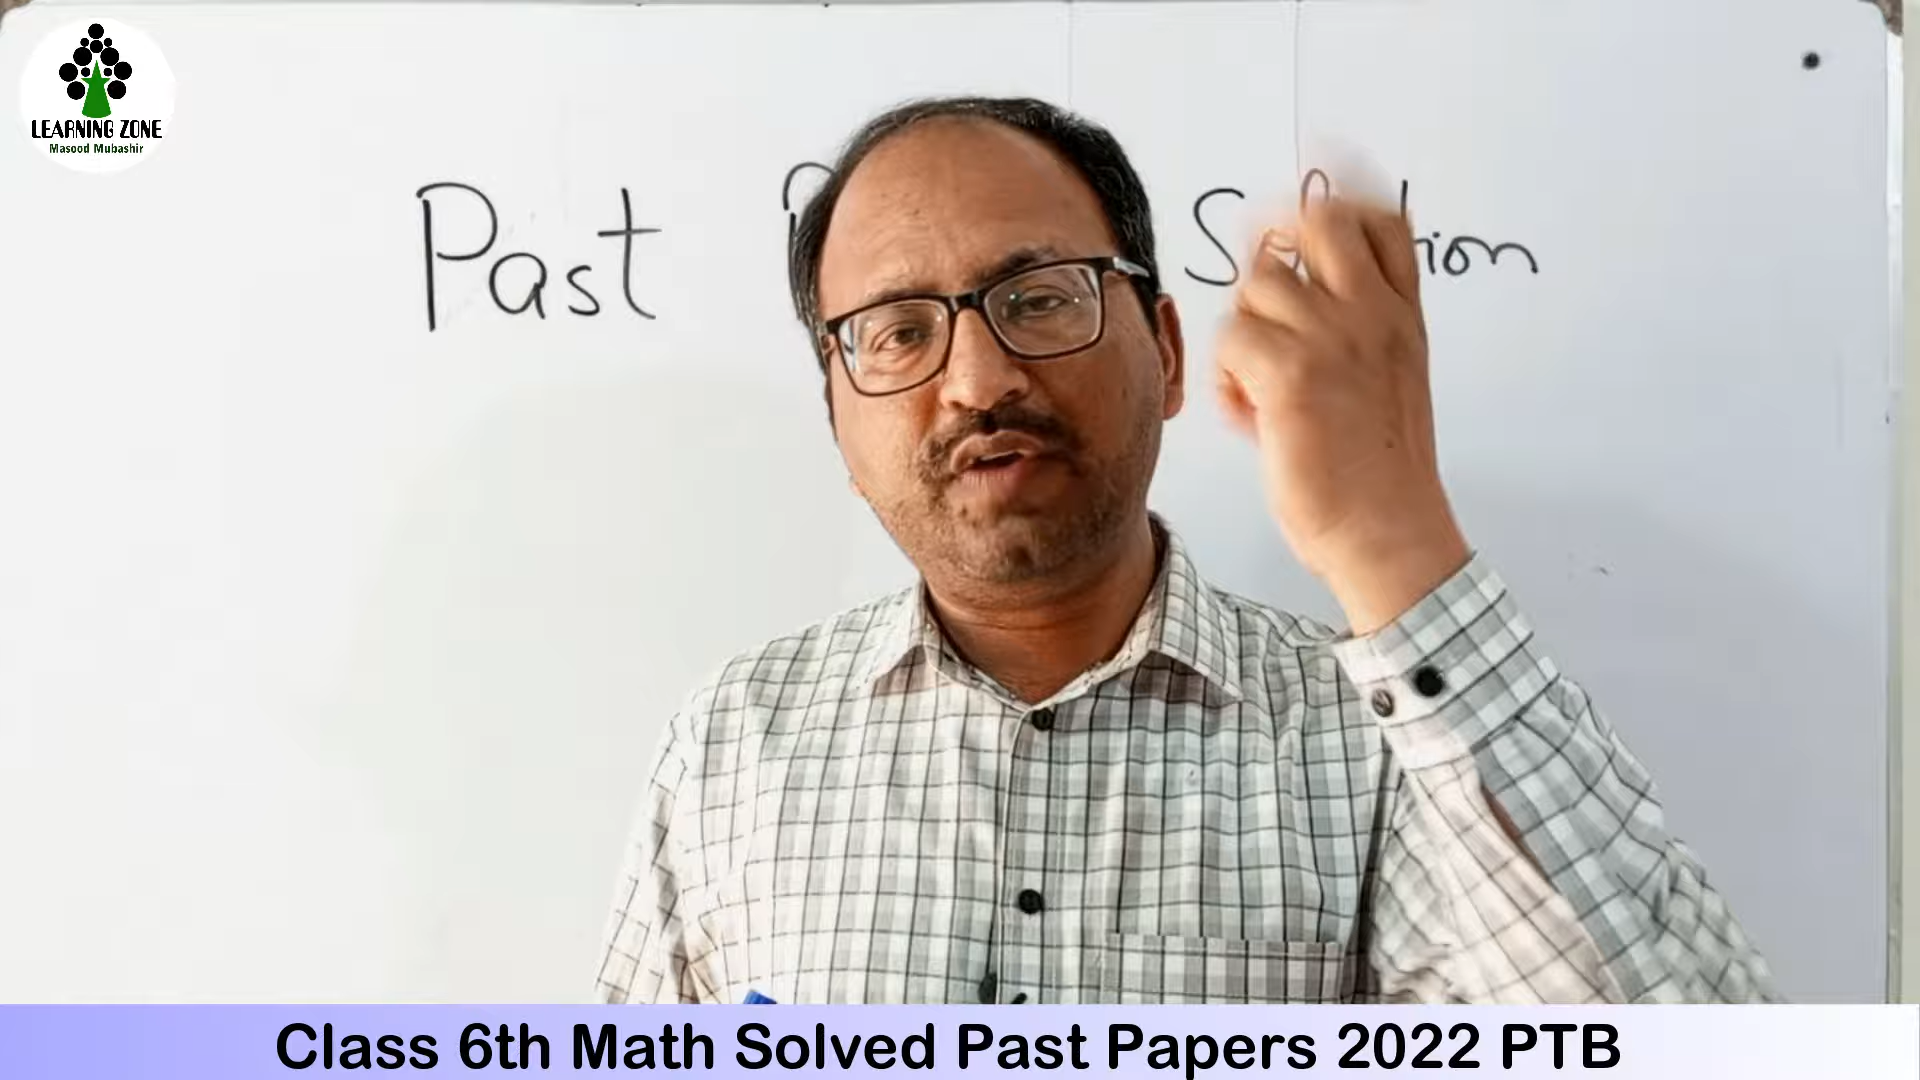 LEARNING ZONE
Masood Mubashir
Past
Class 6th Math Solved Past Papers 2022 PTB